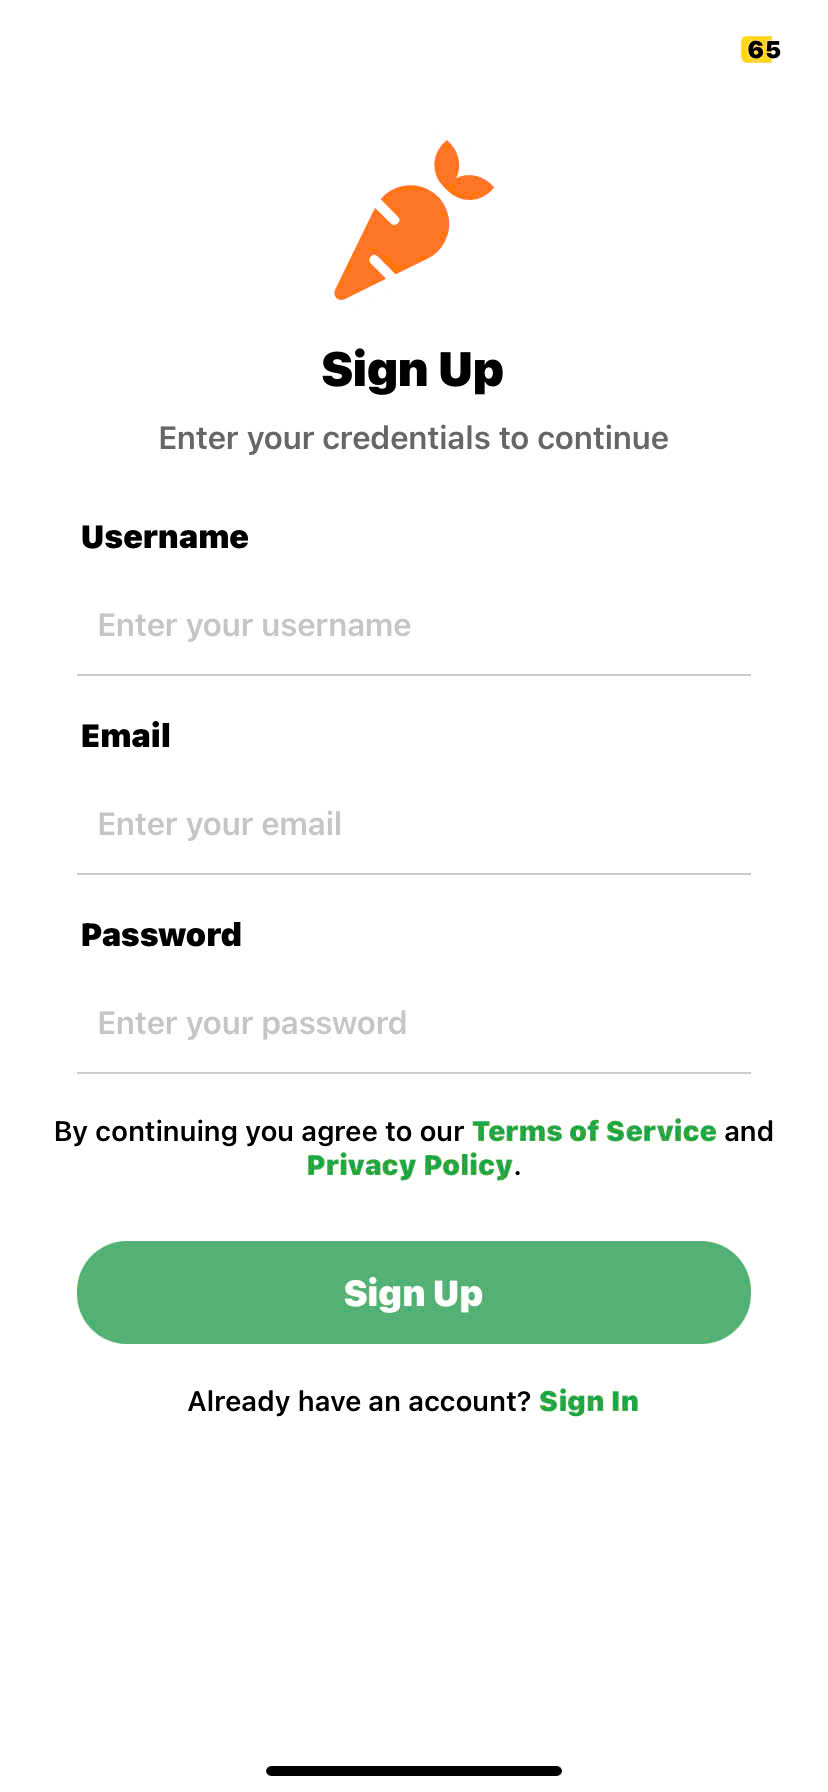 65
Sign Up
Enter your credentials to continue
Username
Enter your username
Email
Enter your email
Password
Enter your password
By continuing you agree to our Terms of Service and
Privacy Policy.
Sign Up
Already have an account? Sign In